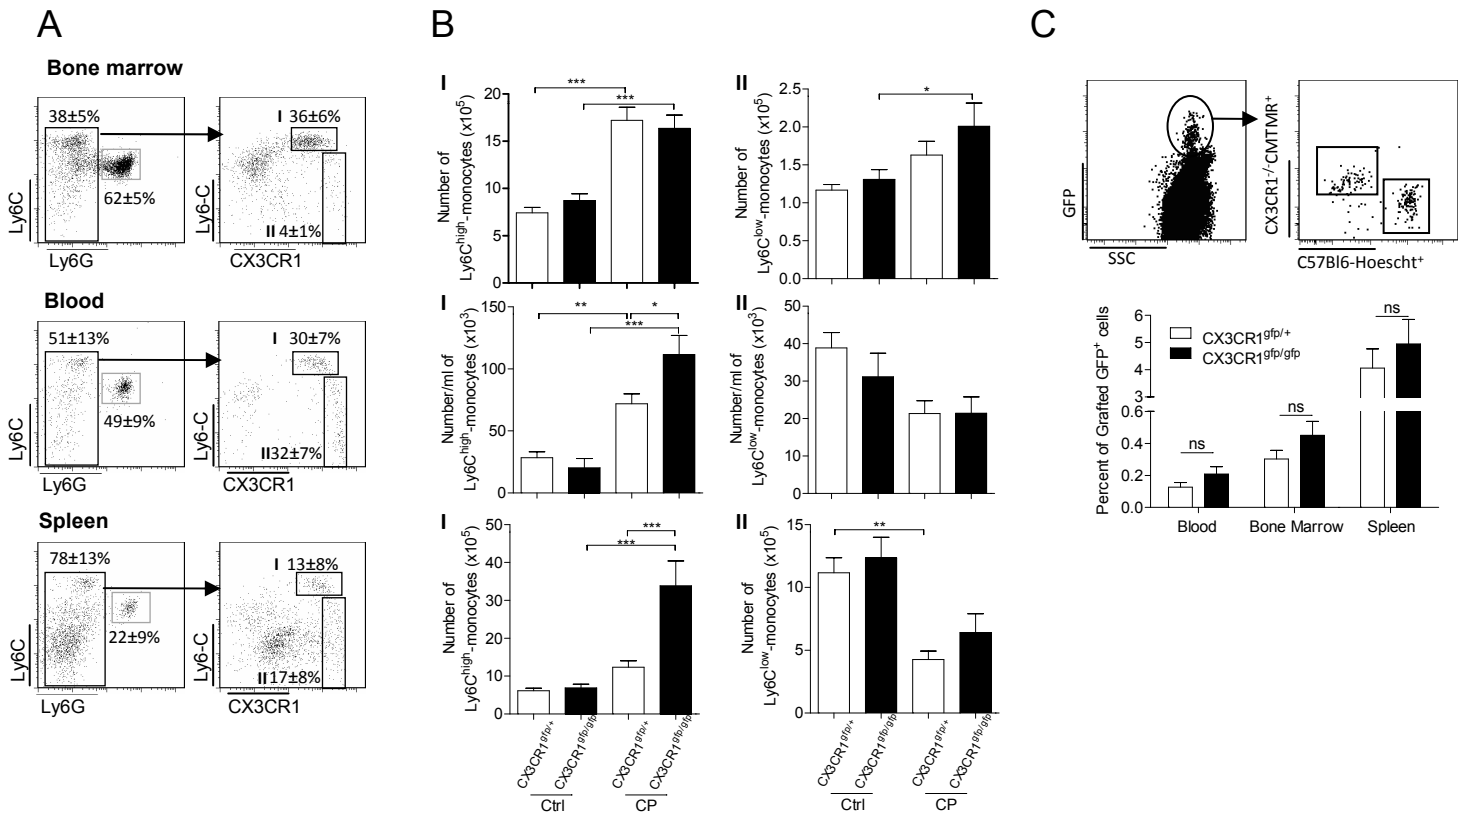 A
Bone marrow
38±5%
62±5%
Ly6C
Ly6G
I 36±6%
II 4±1%
Ly6-C
CX3CR1
Blood
51±13%
49±9%
Ly6C
Ly6G
I 30±7%
II32±7%
Ly6-C
CX3CR1
Spleen
78±13%
22±9%
Ly6C
Ly6G
I 13±8%
II17±8%
Ly6-C
CX3CR1
B
I
Number of
Ly6C^high-monocytes (x10^5)
20
15
10
5
0
***
***
II
Number of
Ly6C^low-monocytes (x10^5)
2.5
2.0
1.5
1.0
0.5
0.0
*
I
Number/ml of
Ly6C^high-monocytes (x10^3)
150
100
50
0
** *
***
II
Number/ml of
Ly6C^low-monocytes (x10^3)
50
40
30
20
10
0
I
Number of
Ly6C^high-monocytes (x10^5)
50
40
30
20
10
0
***
***
CX3CR1^gfp/+
CX3CR1^gfp/gfp
CX3CR1^gfp/+
CX3CR1^gfp/gfp
Ctrl CP
II
Number of
Ly6C^low-monocytes (x10^5)
15
10
5
0
**
CX3CR1^gfp/+
CX3CR1^gfp/gfp
CX3CR1^gfp/+
CX3CR1^gfp/gfp
Ctrl CP
C
GFP
SSC
CX3CR1^-/-CMTMR^+
C57Bl6-Hoescht^+
Percent of Grafted GFP^+ cells
6
5
4
3
0.6
0.4
0.2
0.0
CX3CR1^gfp/+
CX3CR1^gfp/gfp
ns
ns
ns
Blood Bone Marrow Spleen